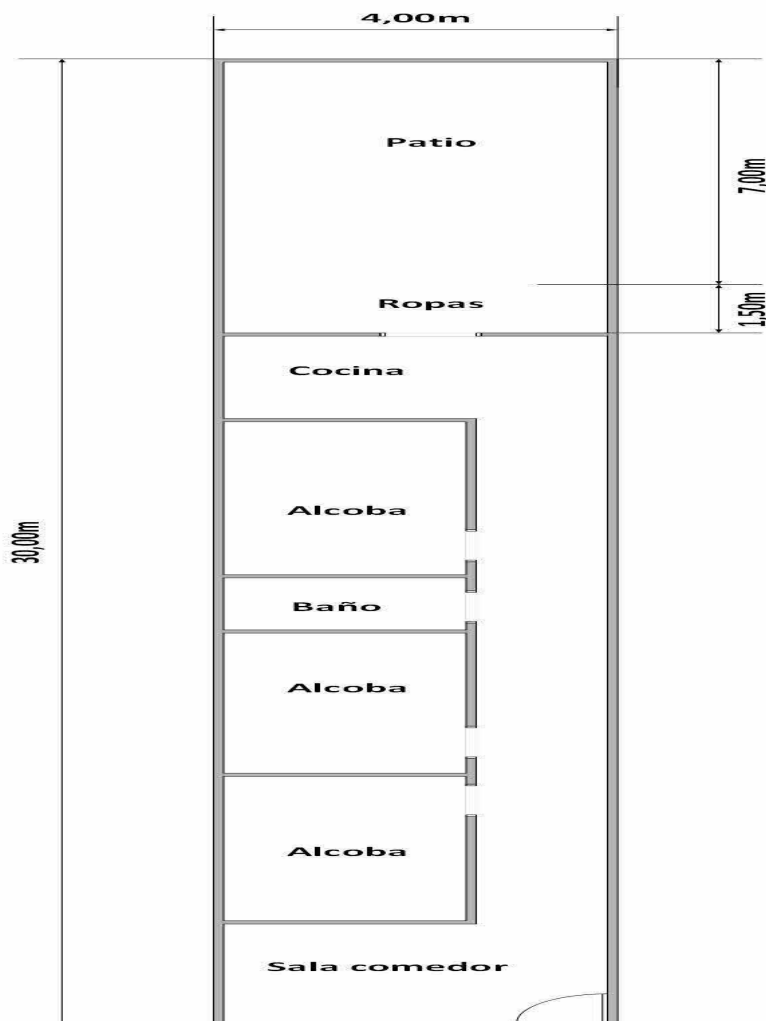 4,00m
Patio
7,00m
Ropas
1,50m
Cocina
Alcoba
30,00m
Baño
Alcoba
Alcoba
Sala comedor